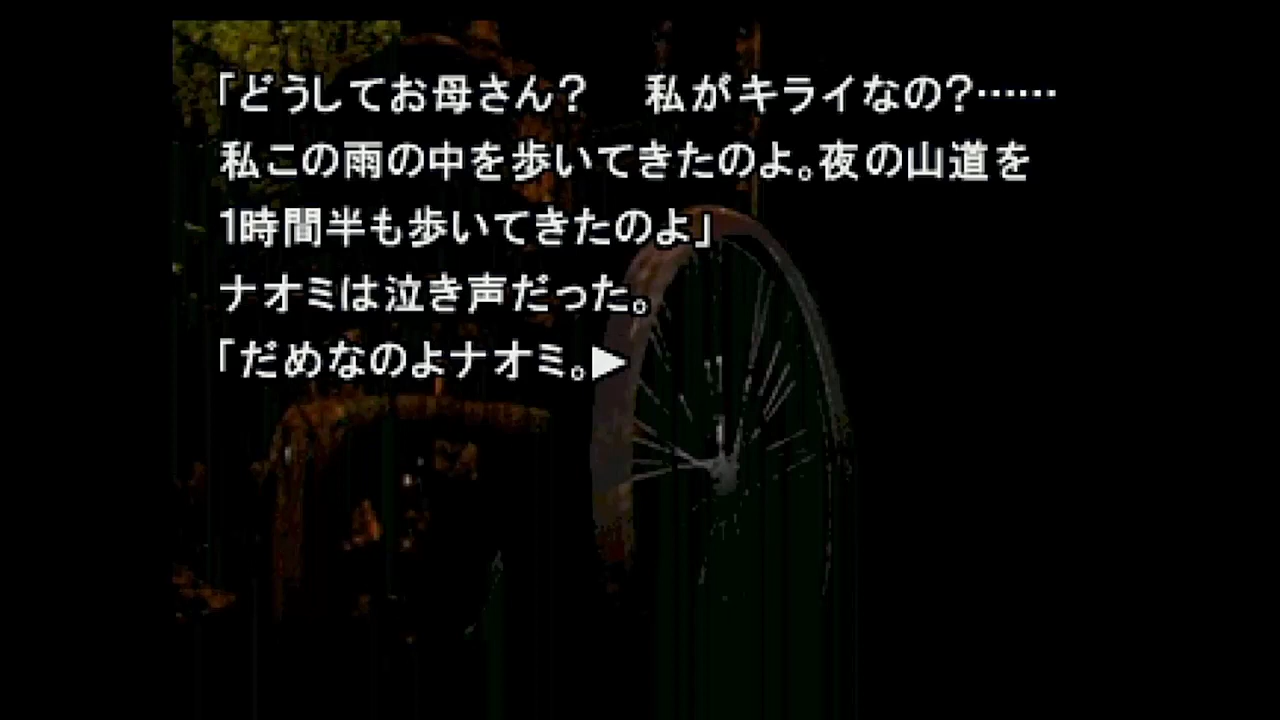 「どうしてお母さん？　私がキライなの？……
私この雨の中を歩いてきたのよ。夜の山道を
1時間半も歩いてきたのよ」
ナオミは泣き声だった。
「だめなのよナオミ。▶